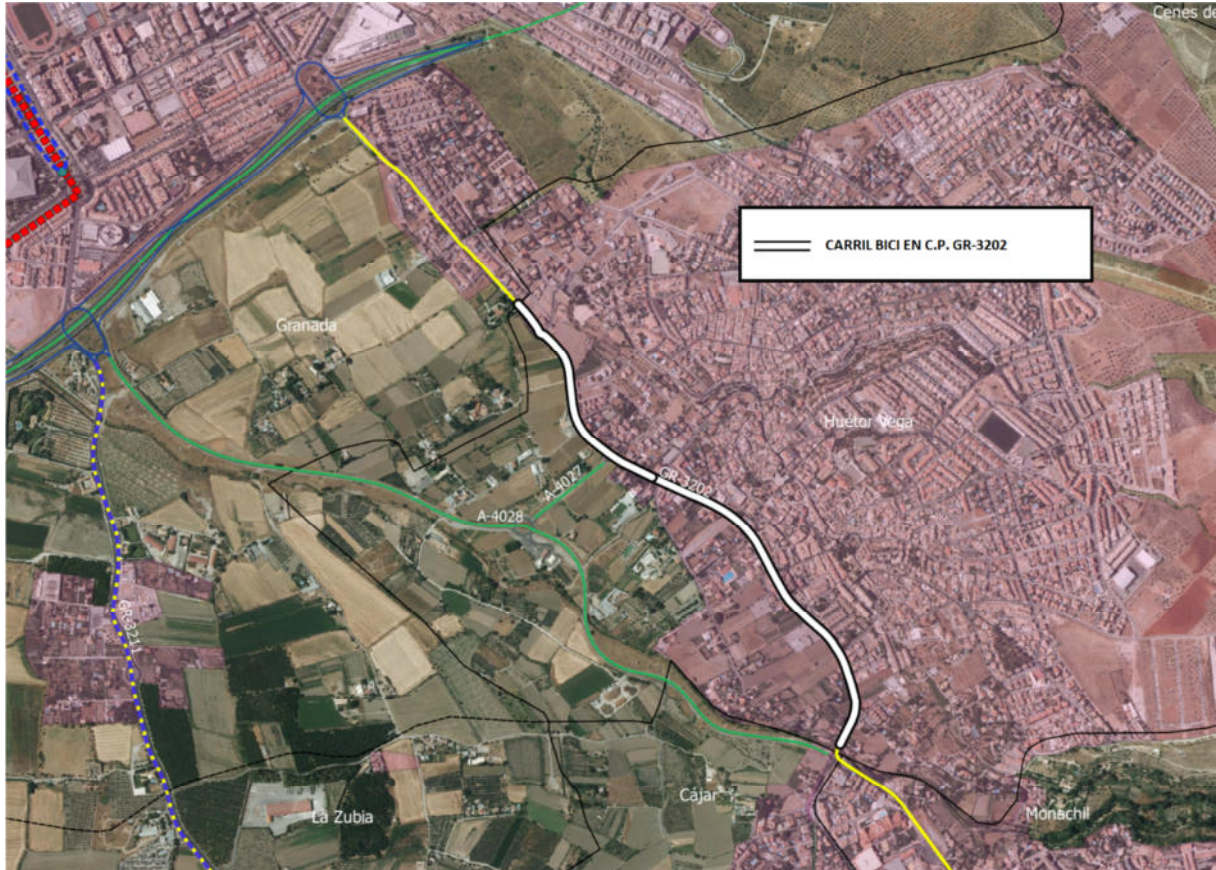 Cenes de
CARRIL BICI EN C.P. GR-3202
Granada
Huetor Vega
GR-3202
A-4027
A-4028
GR-3211
Cájar
Monachil
La Zubia